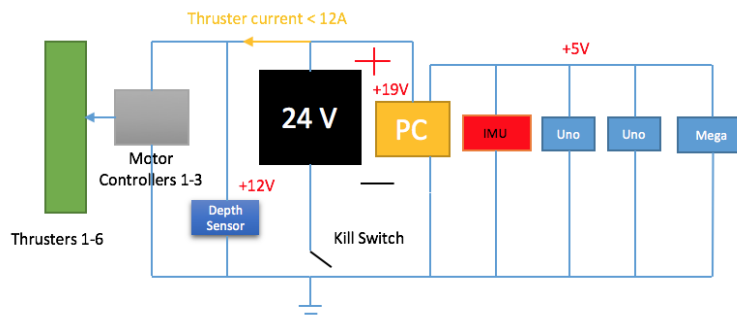 Thruster current < 12A
+5V
+19V
24 V
PC
IMU
Uno
Uno
Mega
Motor
Controllers 1-3
+12V
Depth
Sensor
Thrusters 1-6
Kill Switch